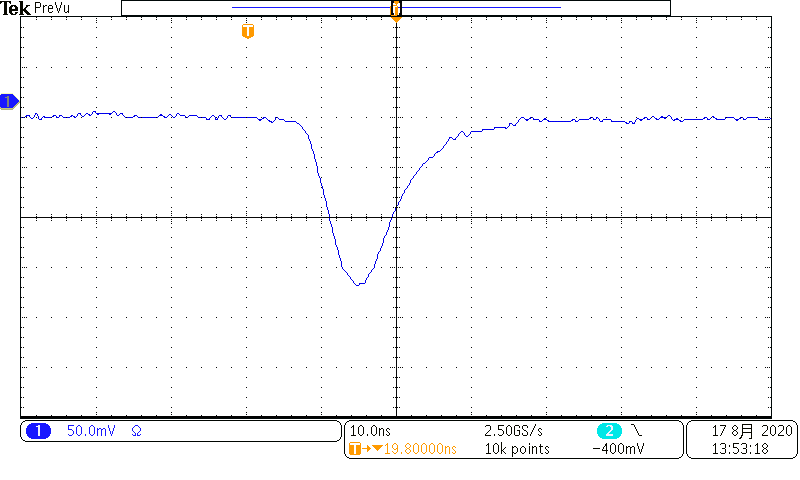 Tek PreVu
T
T
1
1 50.0mV Ω
10.0ns 2.50GS/s 2 -400mV
T→▼19.80000ns 10k points
17 8月 2020
13:53:18